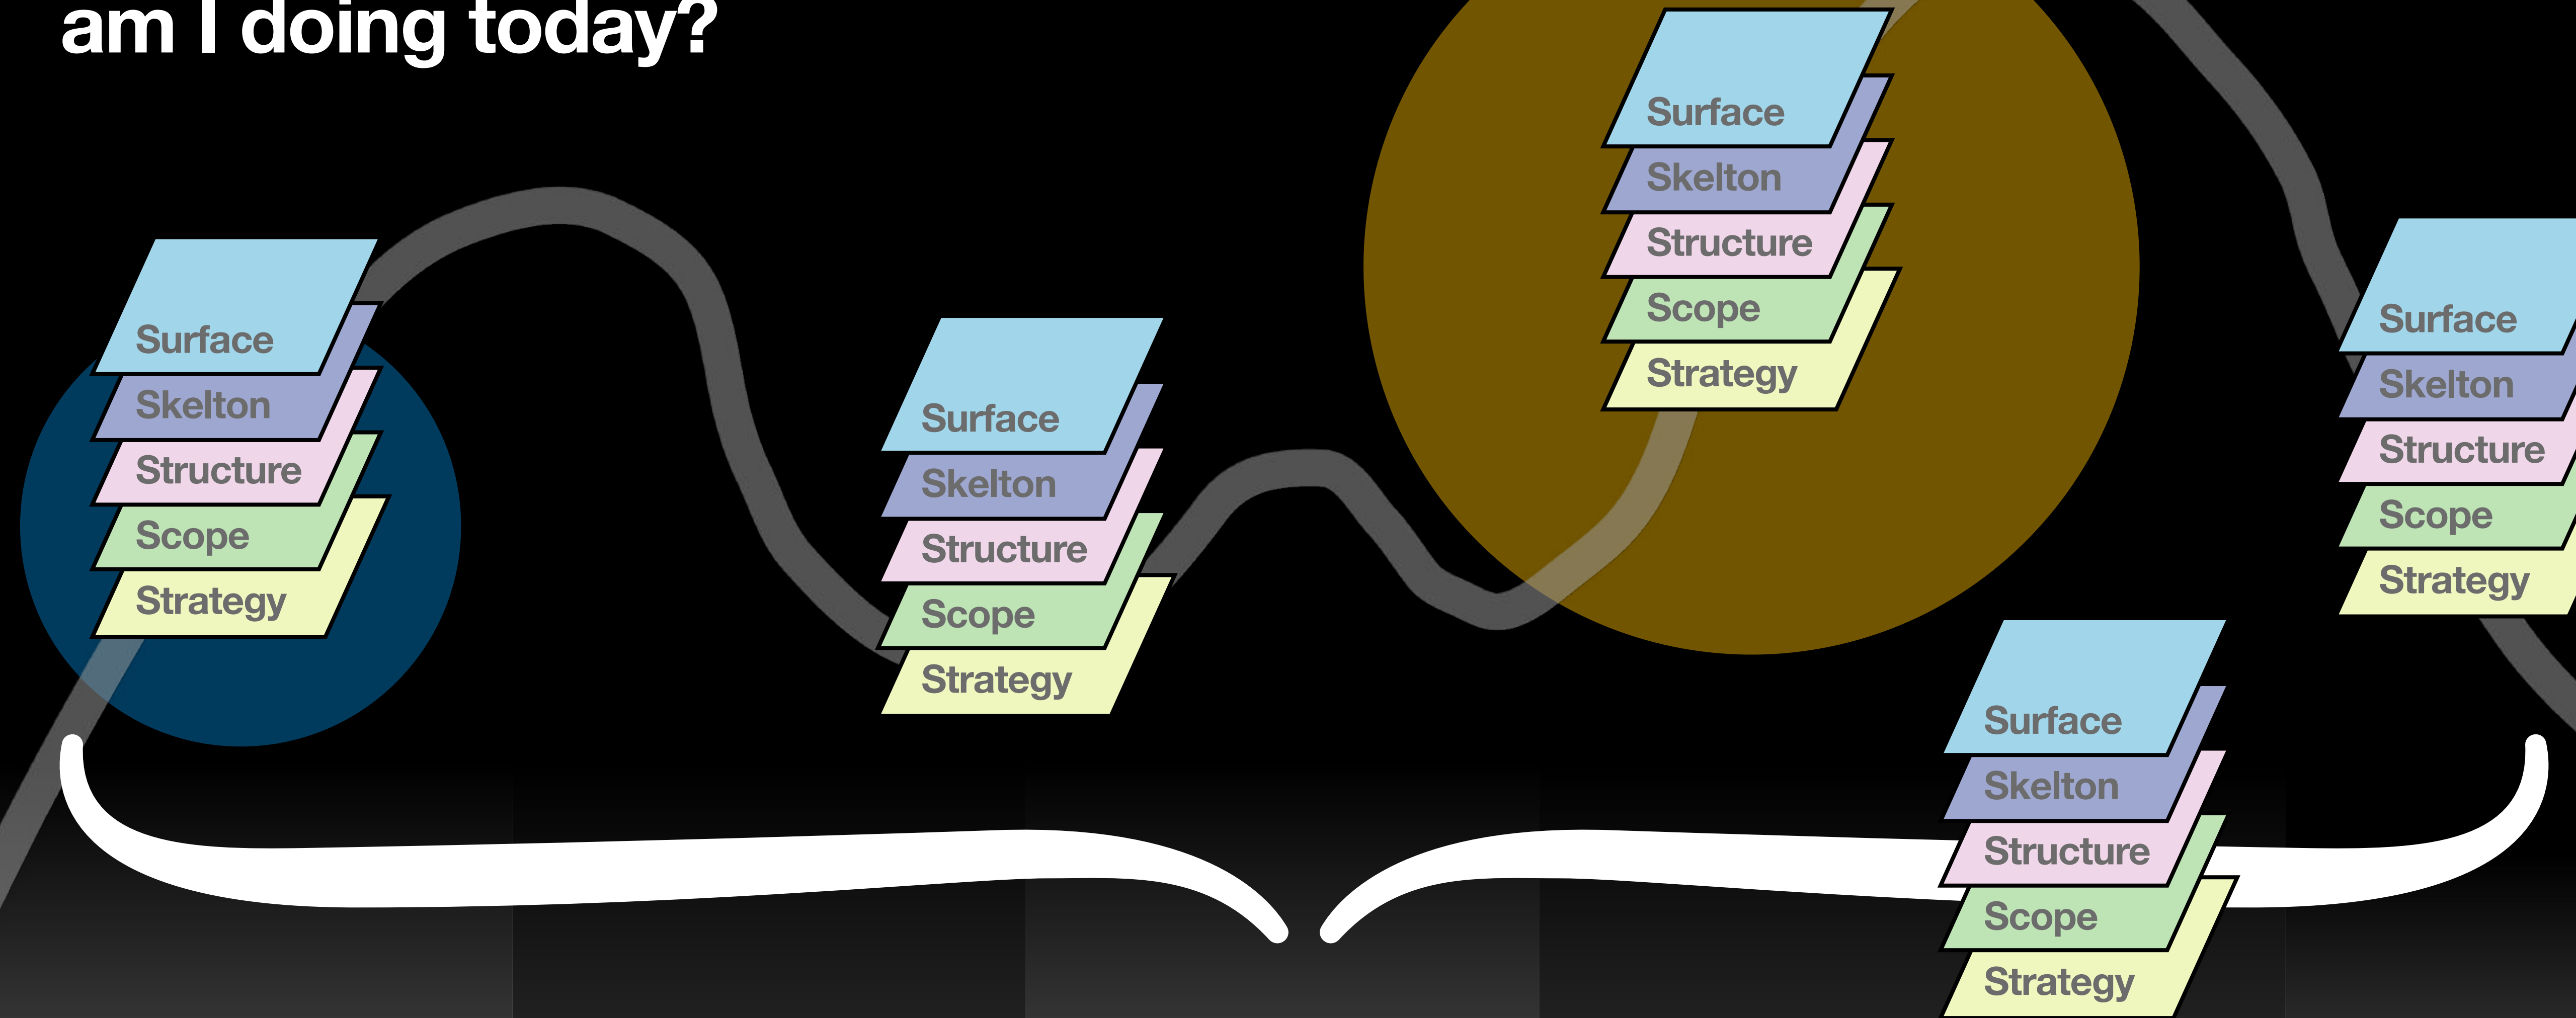 am I doing today?
Surface
Skelton
Structure
Scope
Strategy
Surface
Skelton
Structure
Scope
Strategy
Surface
Skelton
Structure
Scope
Strategy
Surface
Skelton
Structure
Scope
Strategy
Surface
Skelton
Structure
Scope
Strategy